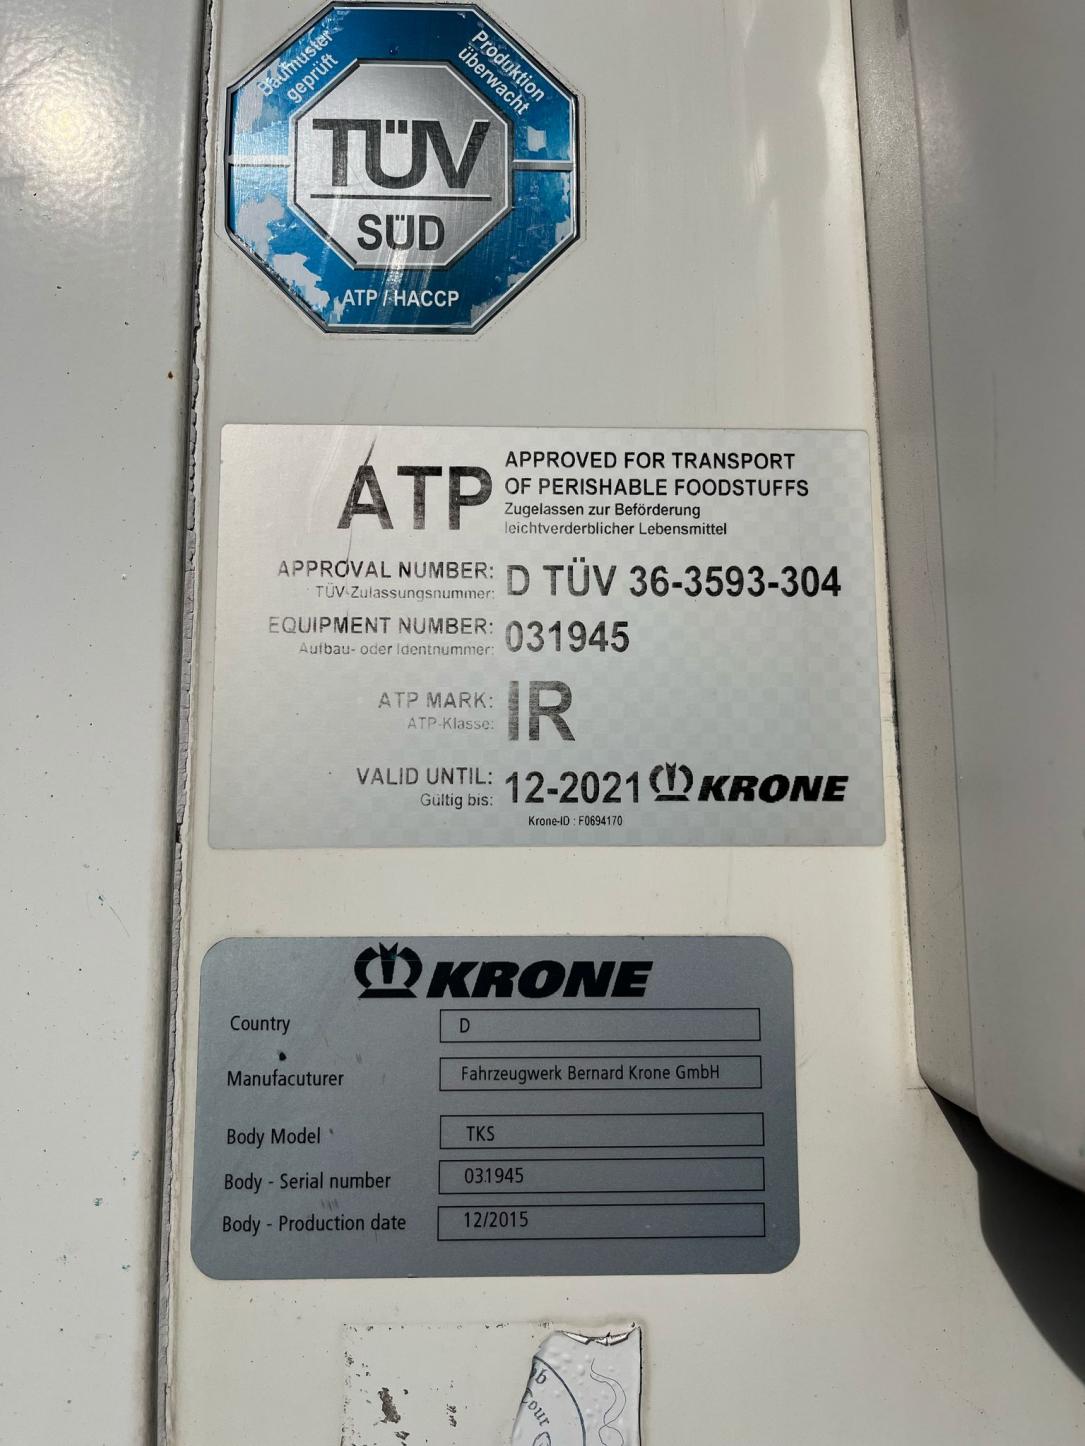 Baumuster
geprüft
Produktion
überwacht
TÜV
SÜD
ATP / HACCP
ATP
APPROVED FOR TRANSPORT
OF PERISHABLE FOODSTUFFS
Zugelassen zur Beförderung
leichtverderblicher Lebensmittel
APPROVAL NUMBER: D TÜV 36-3593-304
TÜV-Zulassungsnummer:
EQUIPMENT NUMBER: 031945
Aufbau- oder Identnummer:
ATP MARK: IR
ATP-Klasse:
VALID UNTIL: 12-2021 KRONE
Gültig bis:
Krone-ID : F0694170
KRONE
Country D
Manufacuturer Fahrzeugwerk Bernard Krone GmbH
Body Model TKS
Body - Serial number 031945
Body - Production date 12/2015